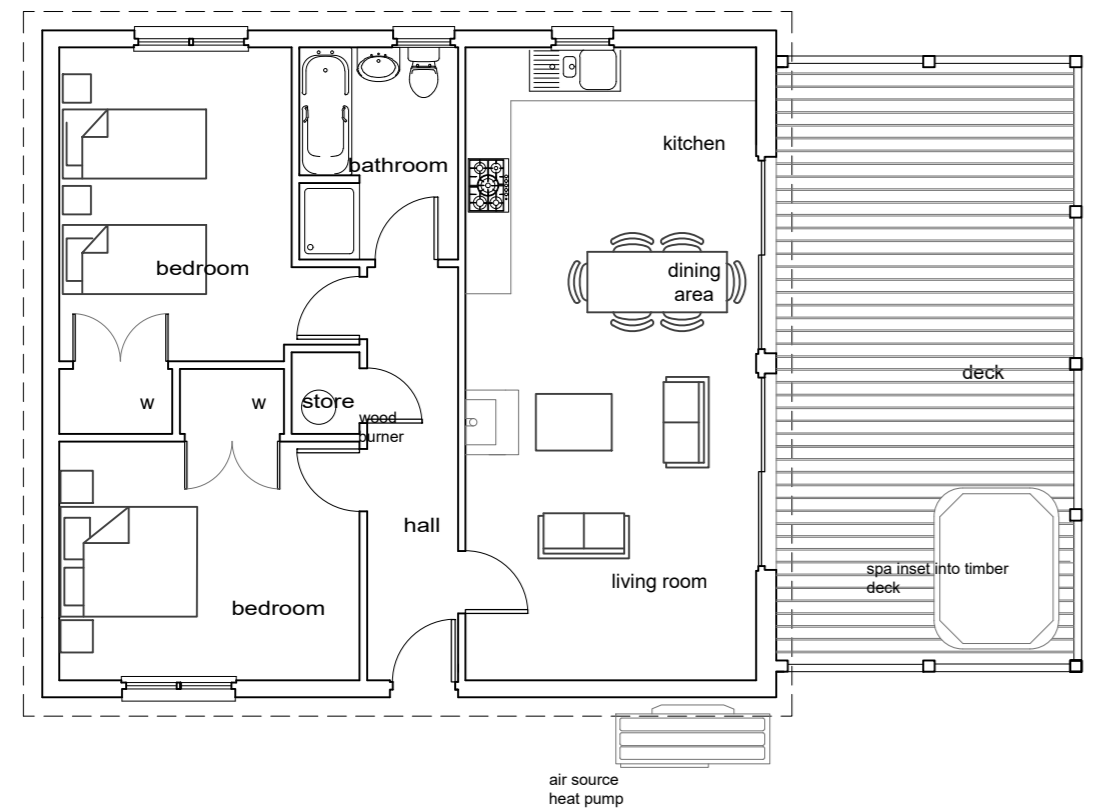 kitchen
bathroom
bedroom
dining
area
deck
w
w
store
wood
burner
hall
spa inset into timber
deck
living room
bedroom
air source
heat pump